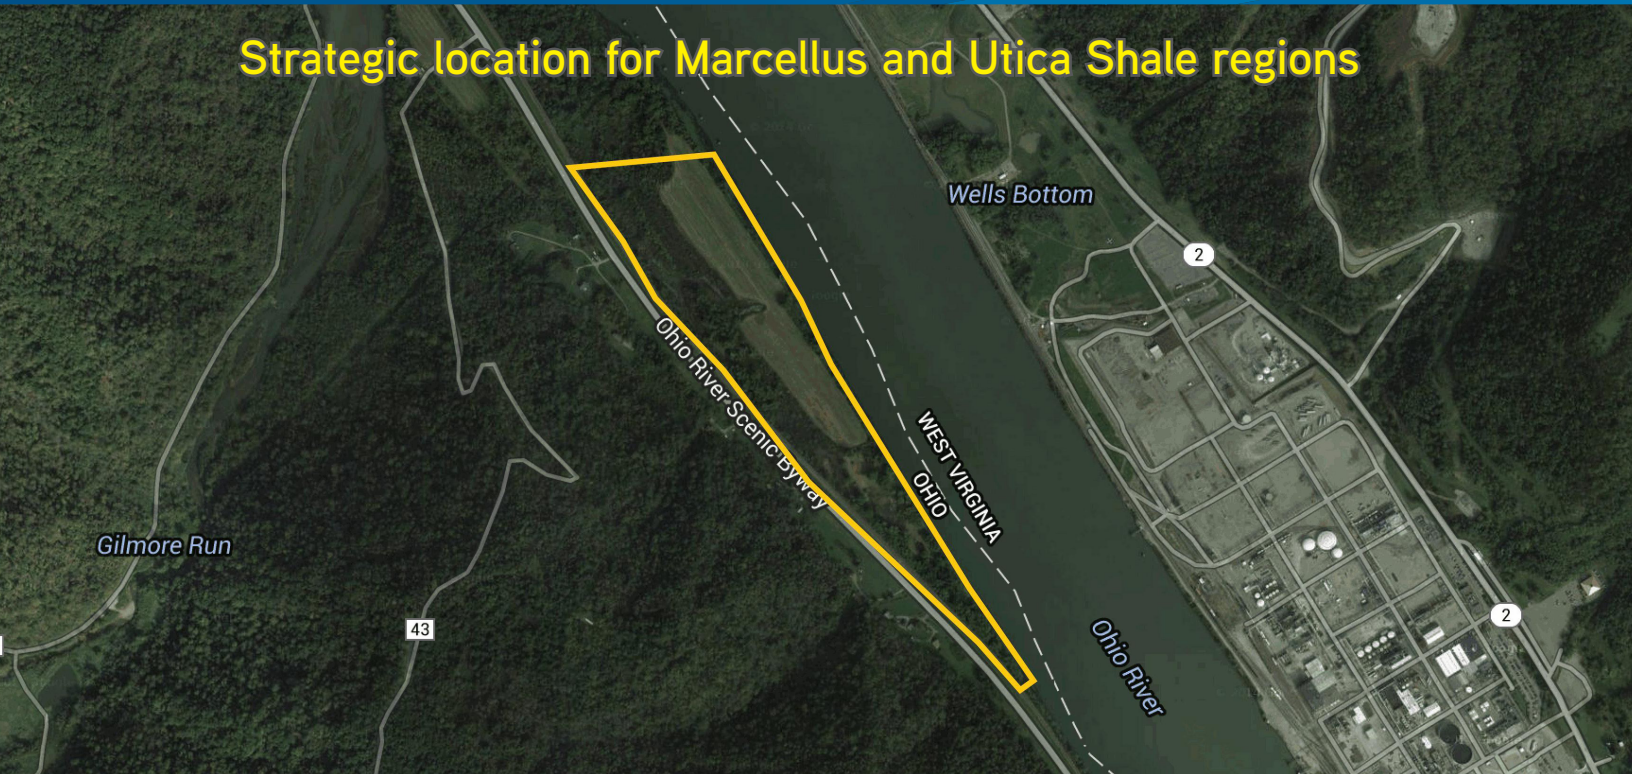 Strategic location for Marcellus and Utica Shale regions
Wells Bottom
2
Ohio River Scenic Byway
WEST VIRGINIA
OHIO
Gilmore Run
43
2
Ohio River